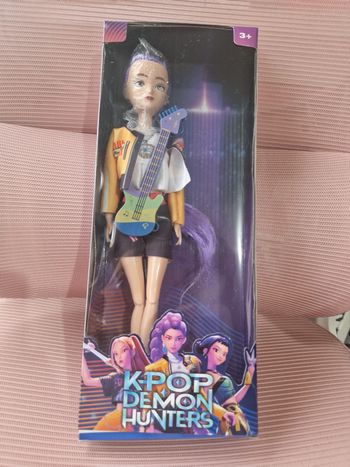 3+
K-POP
DEMON
HUNTERS